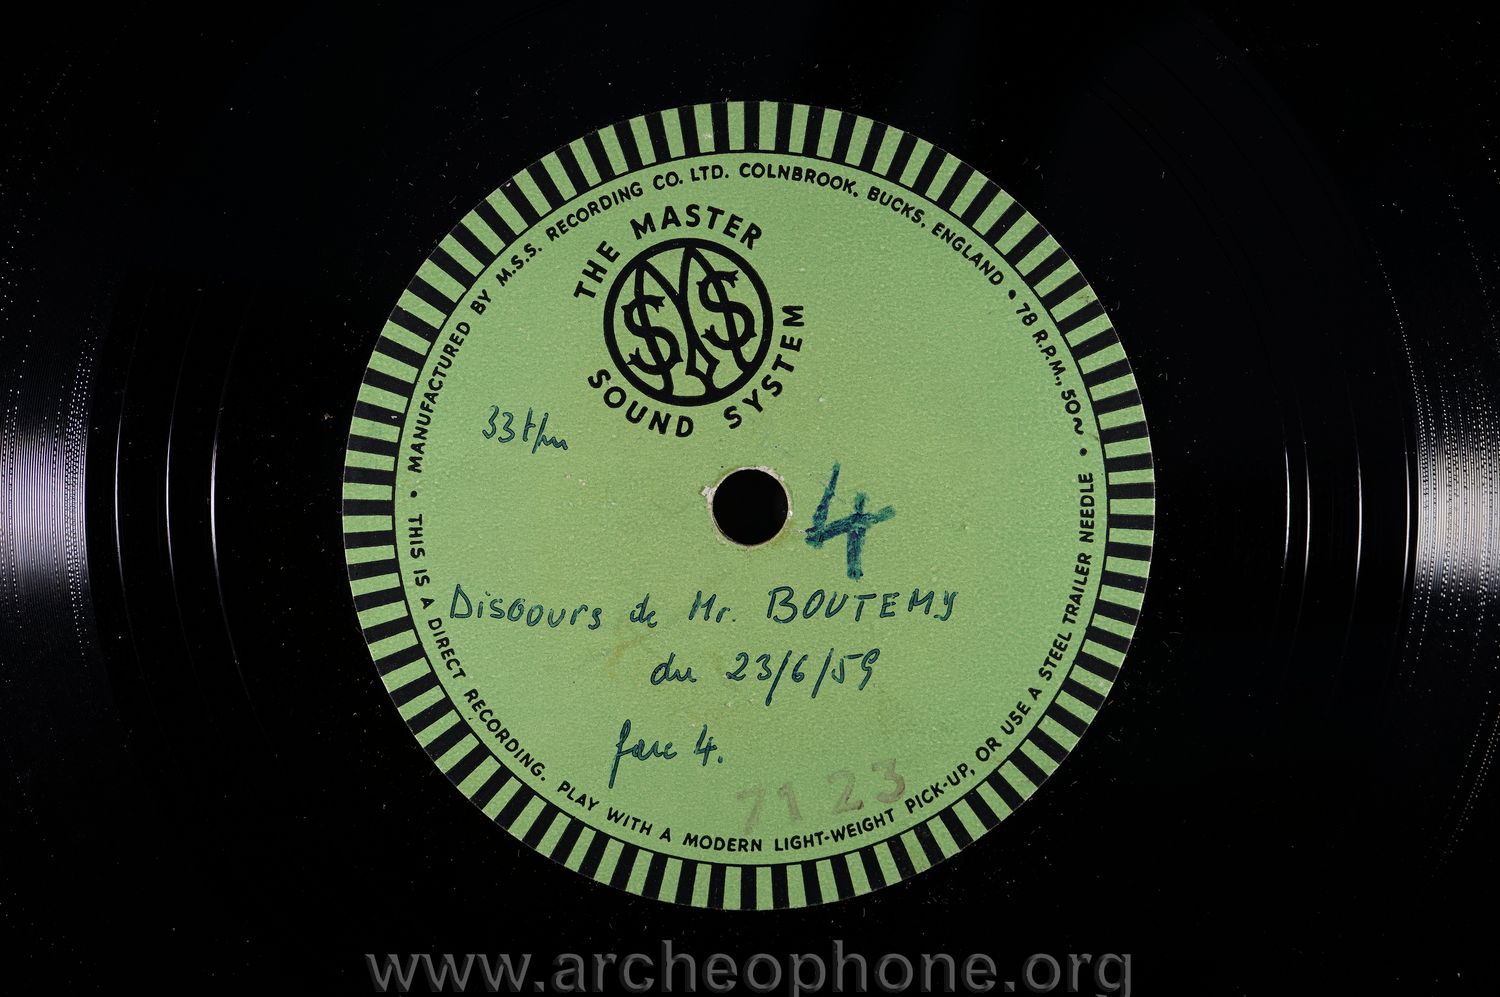 THIS IS A DIRECT RECORDING. PLAY WITH A MODERN LIGHT-WEIGHT PICK-UP, OR USE A STEEL TRAILER NEEDLE •
• MANUFACTURED BY M.S.S. RECORDING CO. LTD. COLNBROOK, BUCKS, ENGLAND • 78 R.P.M., 50~
THE MASTER
SOUND SYSTEM
MSS
33 t/m
4
Discours de Mr. BOUTEMY
du 23/6/59
face 4.
7123
www.archeophone.org